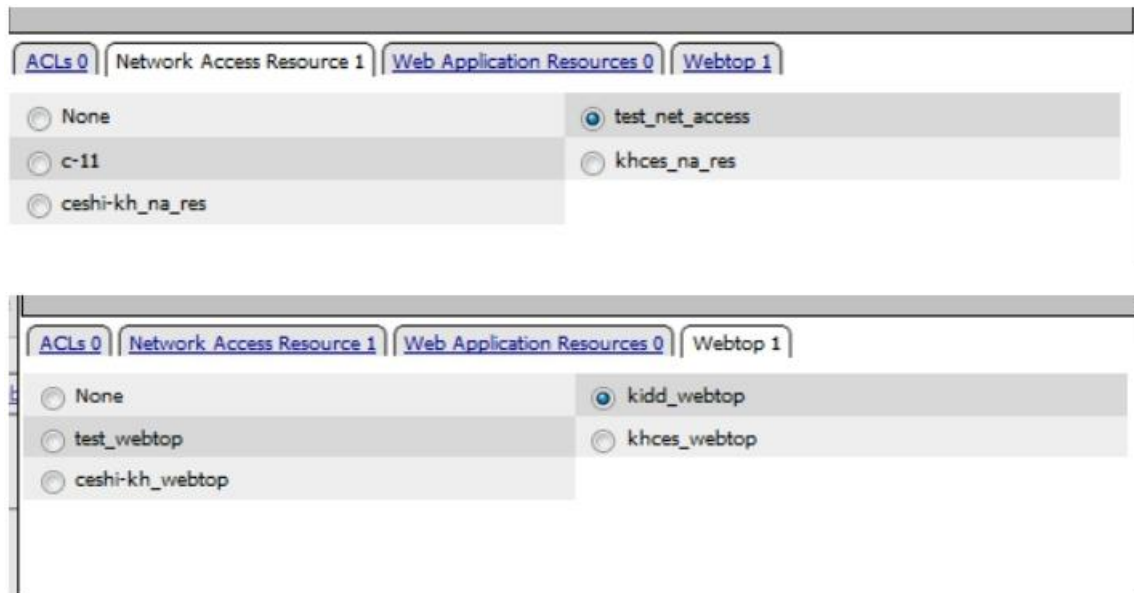 ACLs 0 Network Access Resource 1 Web Application Resources 0 Webtop 1
None test_net_access
c-11 khces_na_res
ceshi-kh_na_res
ACLs 0 Network Access Resource 1 Web Application Resources 0 Webtop 1
None kidd_webtop
test_webtop khces_webtop
ceshi-kh_webtop